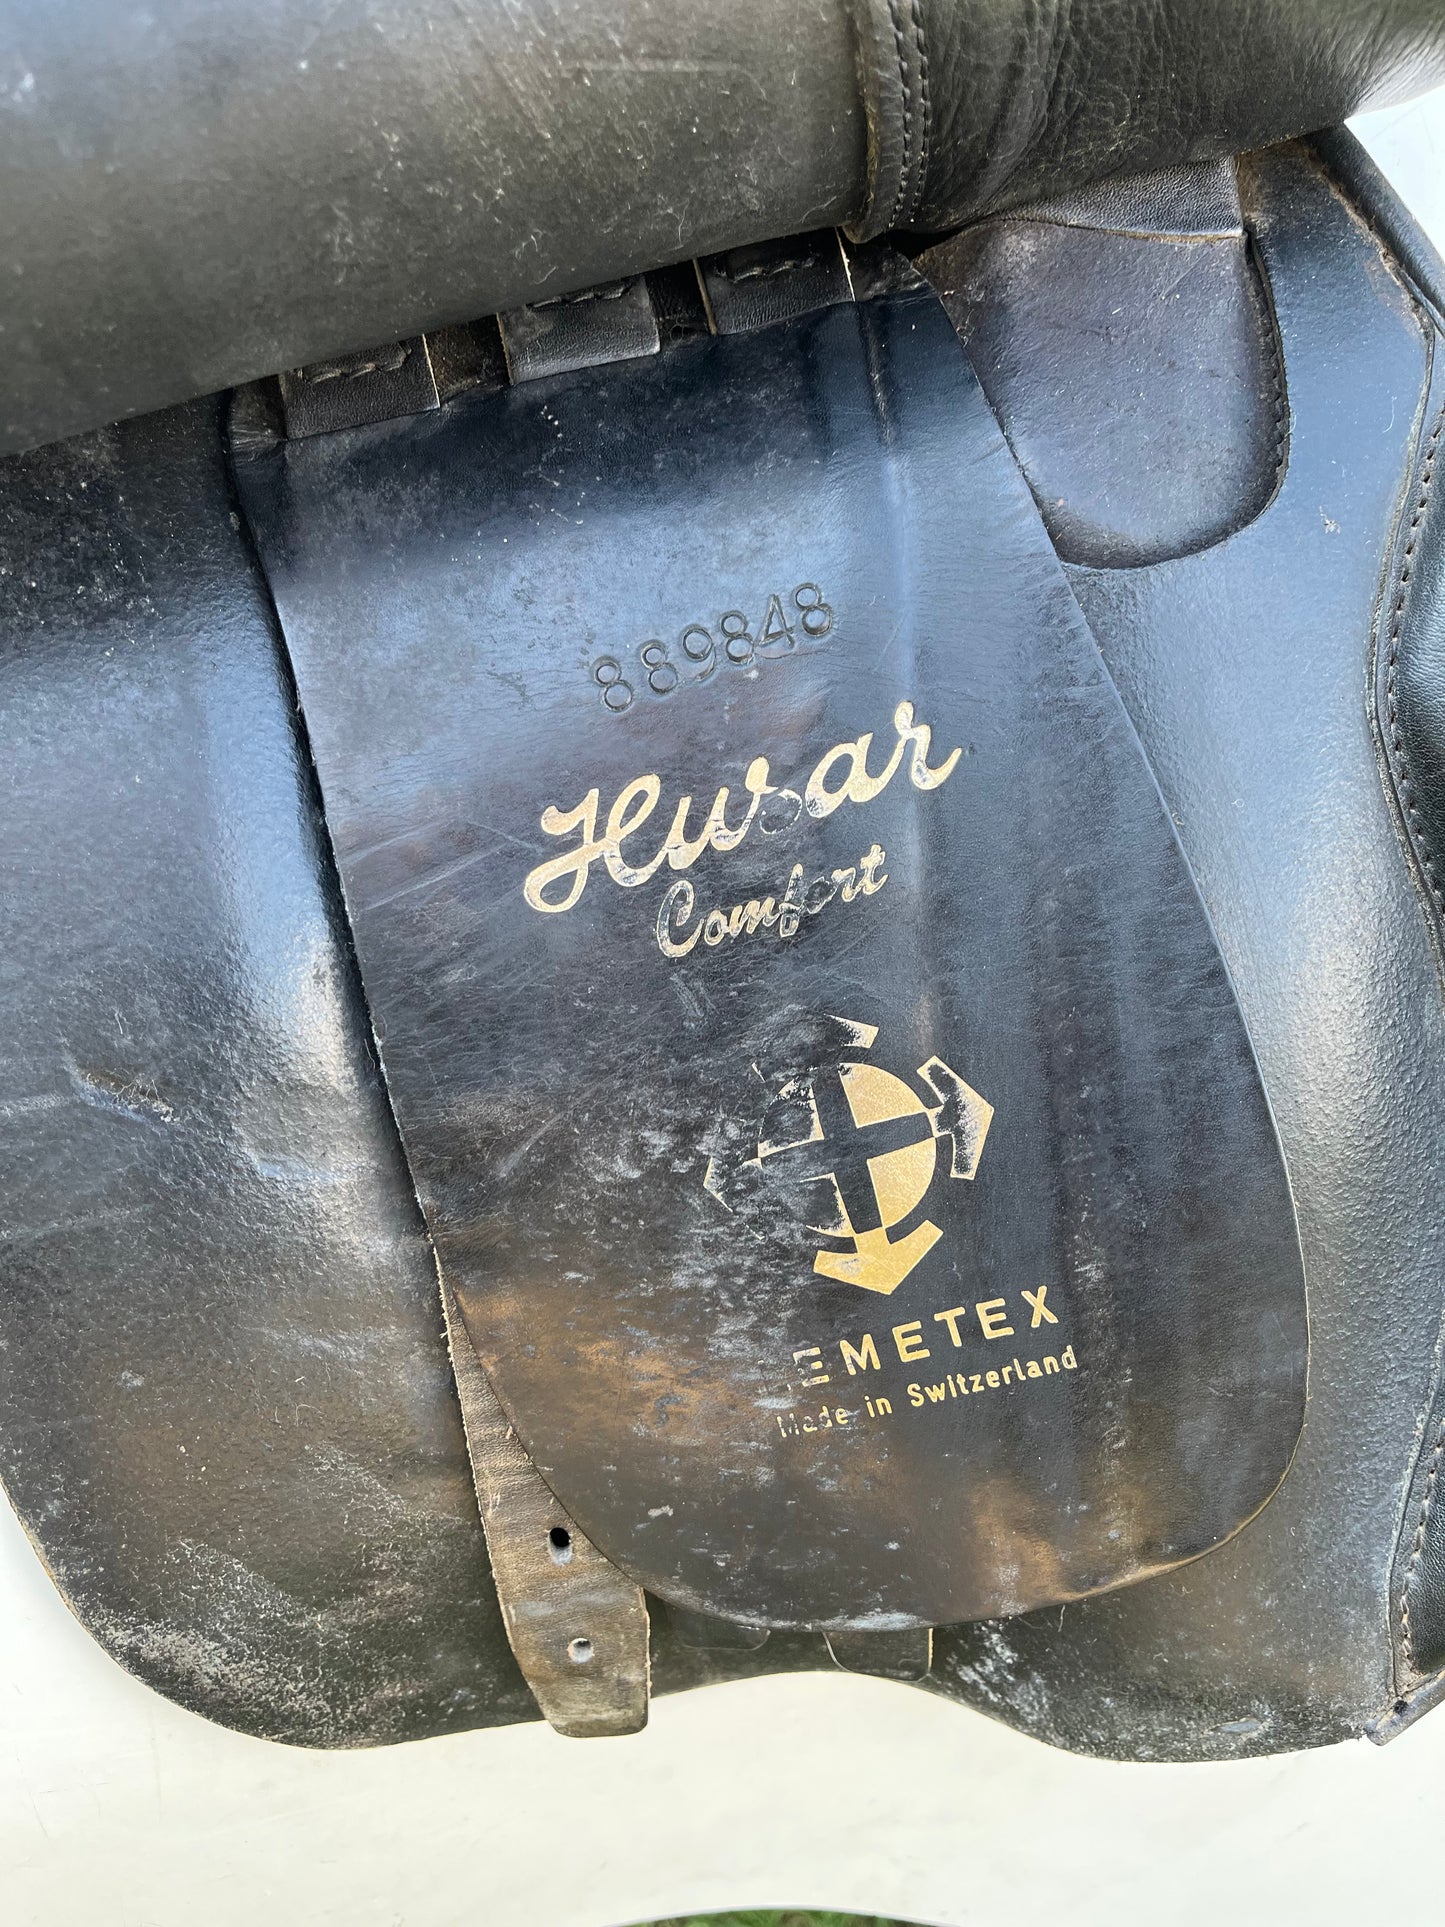 889848
Husar
Comfort
EMETEX
Made in Switzerland